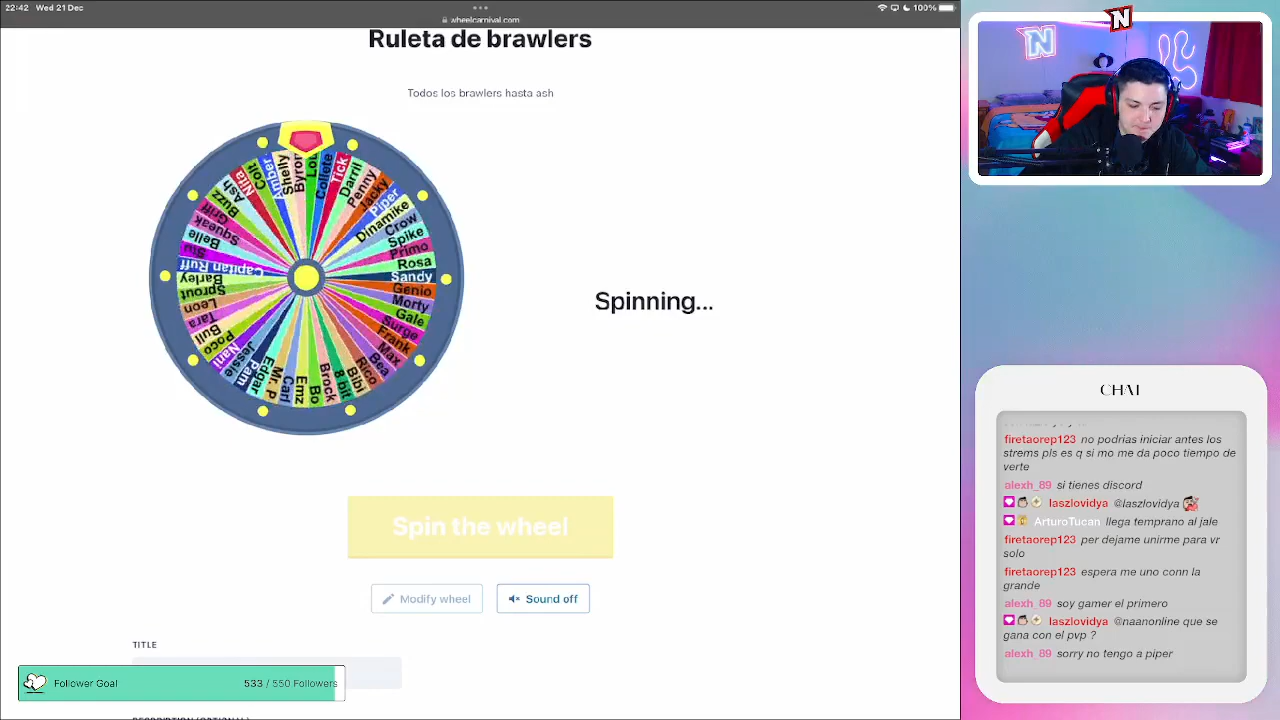 22:42 Wed 21 Dec
100%
wheelcarnival.com
Ruleta de brawlers
Todos los brawlers hasta ash
Shelly
Byron
Lou
Collete
Tick
Darril
Penny
Jacky
Piper
Dinamike
Crow
Spike
Primo
Rosa
Sandy
Genio
Morty
Gale
Surge
Frank
Max
Bea
Rico
Bibi
8 bit
Brock
Bo
Emz
Carl
Mr. P
Edgar
Pam
Jessie
Nani
Poco
Bull
Tara
Leon
Sprout
Barley
Capitan Ruff
Stu
Belle
Squeak
Griff
Buzz
Ash
Nita
Colt
Amber
Spinning...
Spin the wheel
Modify wheel
Sound off
TITLE
Follower Goal
533 / 550 Followers
N
N
CHAT
firetaorep123 no podrias iniciar antes los
strems pls es q si mo me da poco tiempo de
verte
alexh_89 si tienes discord
laszlovidya @laszlovidya
ArturoTucan llega temprano al jale
firetaorep123 per dejame unirme para vr
solo
firetaorep123 espera me uno conn la
grande
alexh_89 soy gamer el primero
laszlovidya @naanonline que se
gana con el pvp ?
alexh_89 sorry no tengo a piper